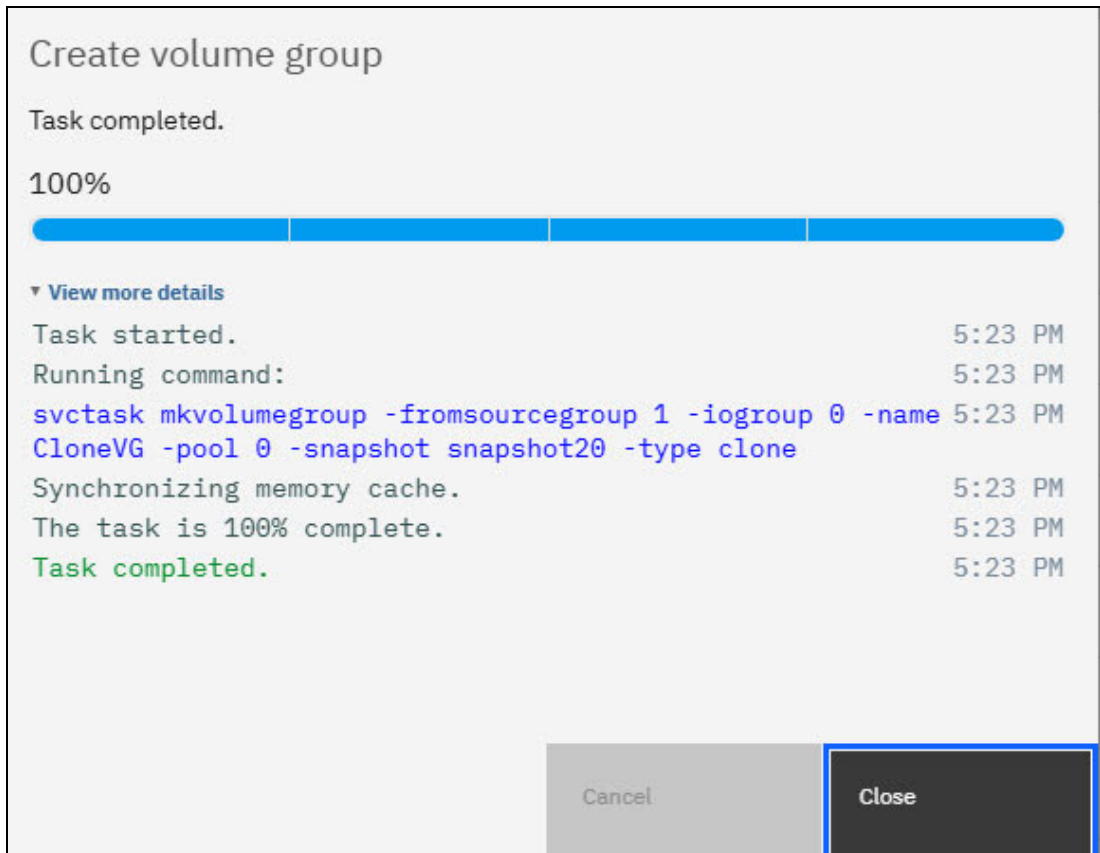 Create volume group
Task completed.
100%
▼ View more details
Task started. 5:23 PM
Running command: 5:23 PM
svctask mkvolumegroup -fromsourcegroup 1 -iogroup 0 -name 5:23 PM
CloneVG -pool 0 -snapshot snapshot20 -type clone
Synchronizing memory cache. 5:23 PM
The task is 100% complete. 5:23 PM
Task completed. 5:23 PM
Cancel Close